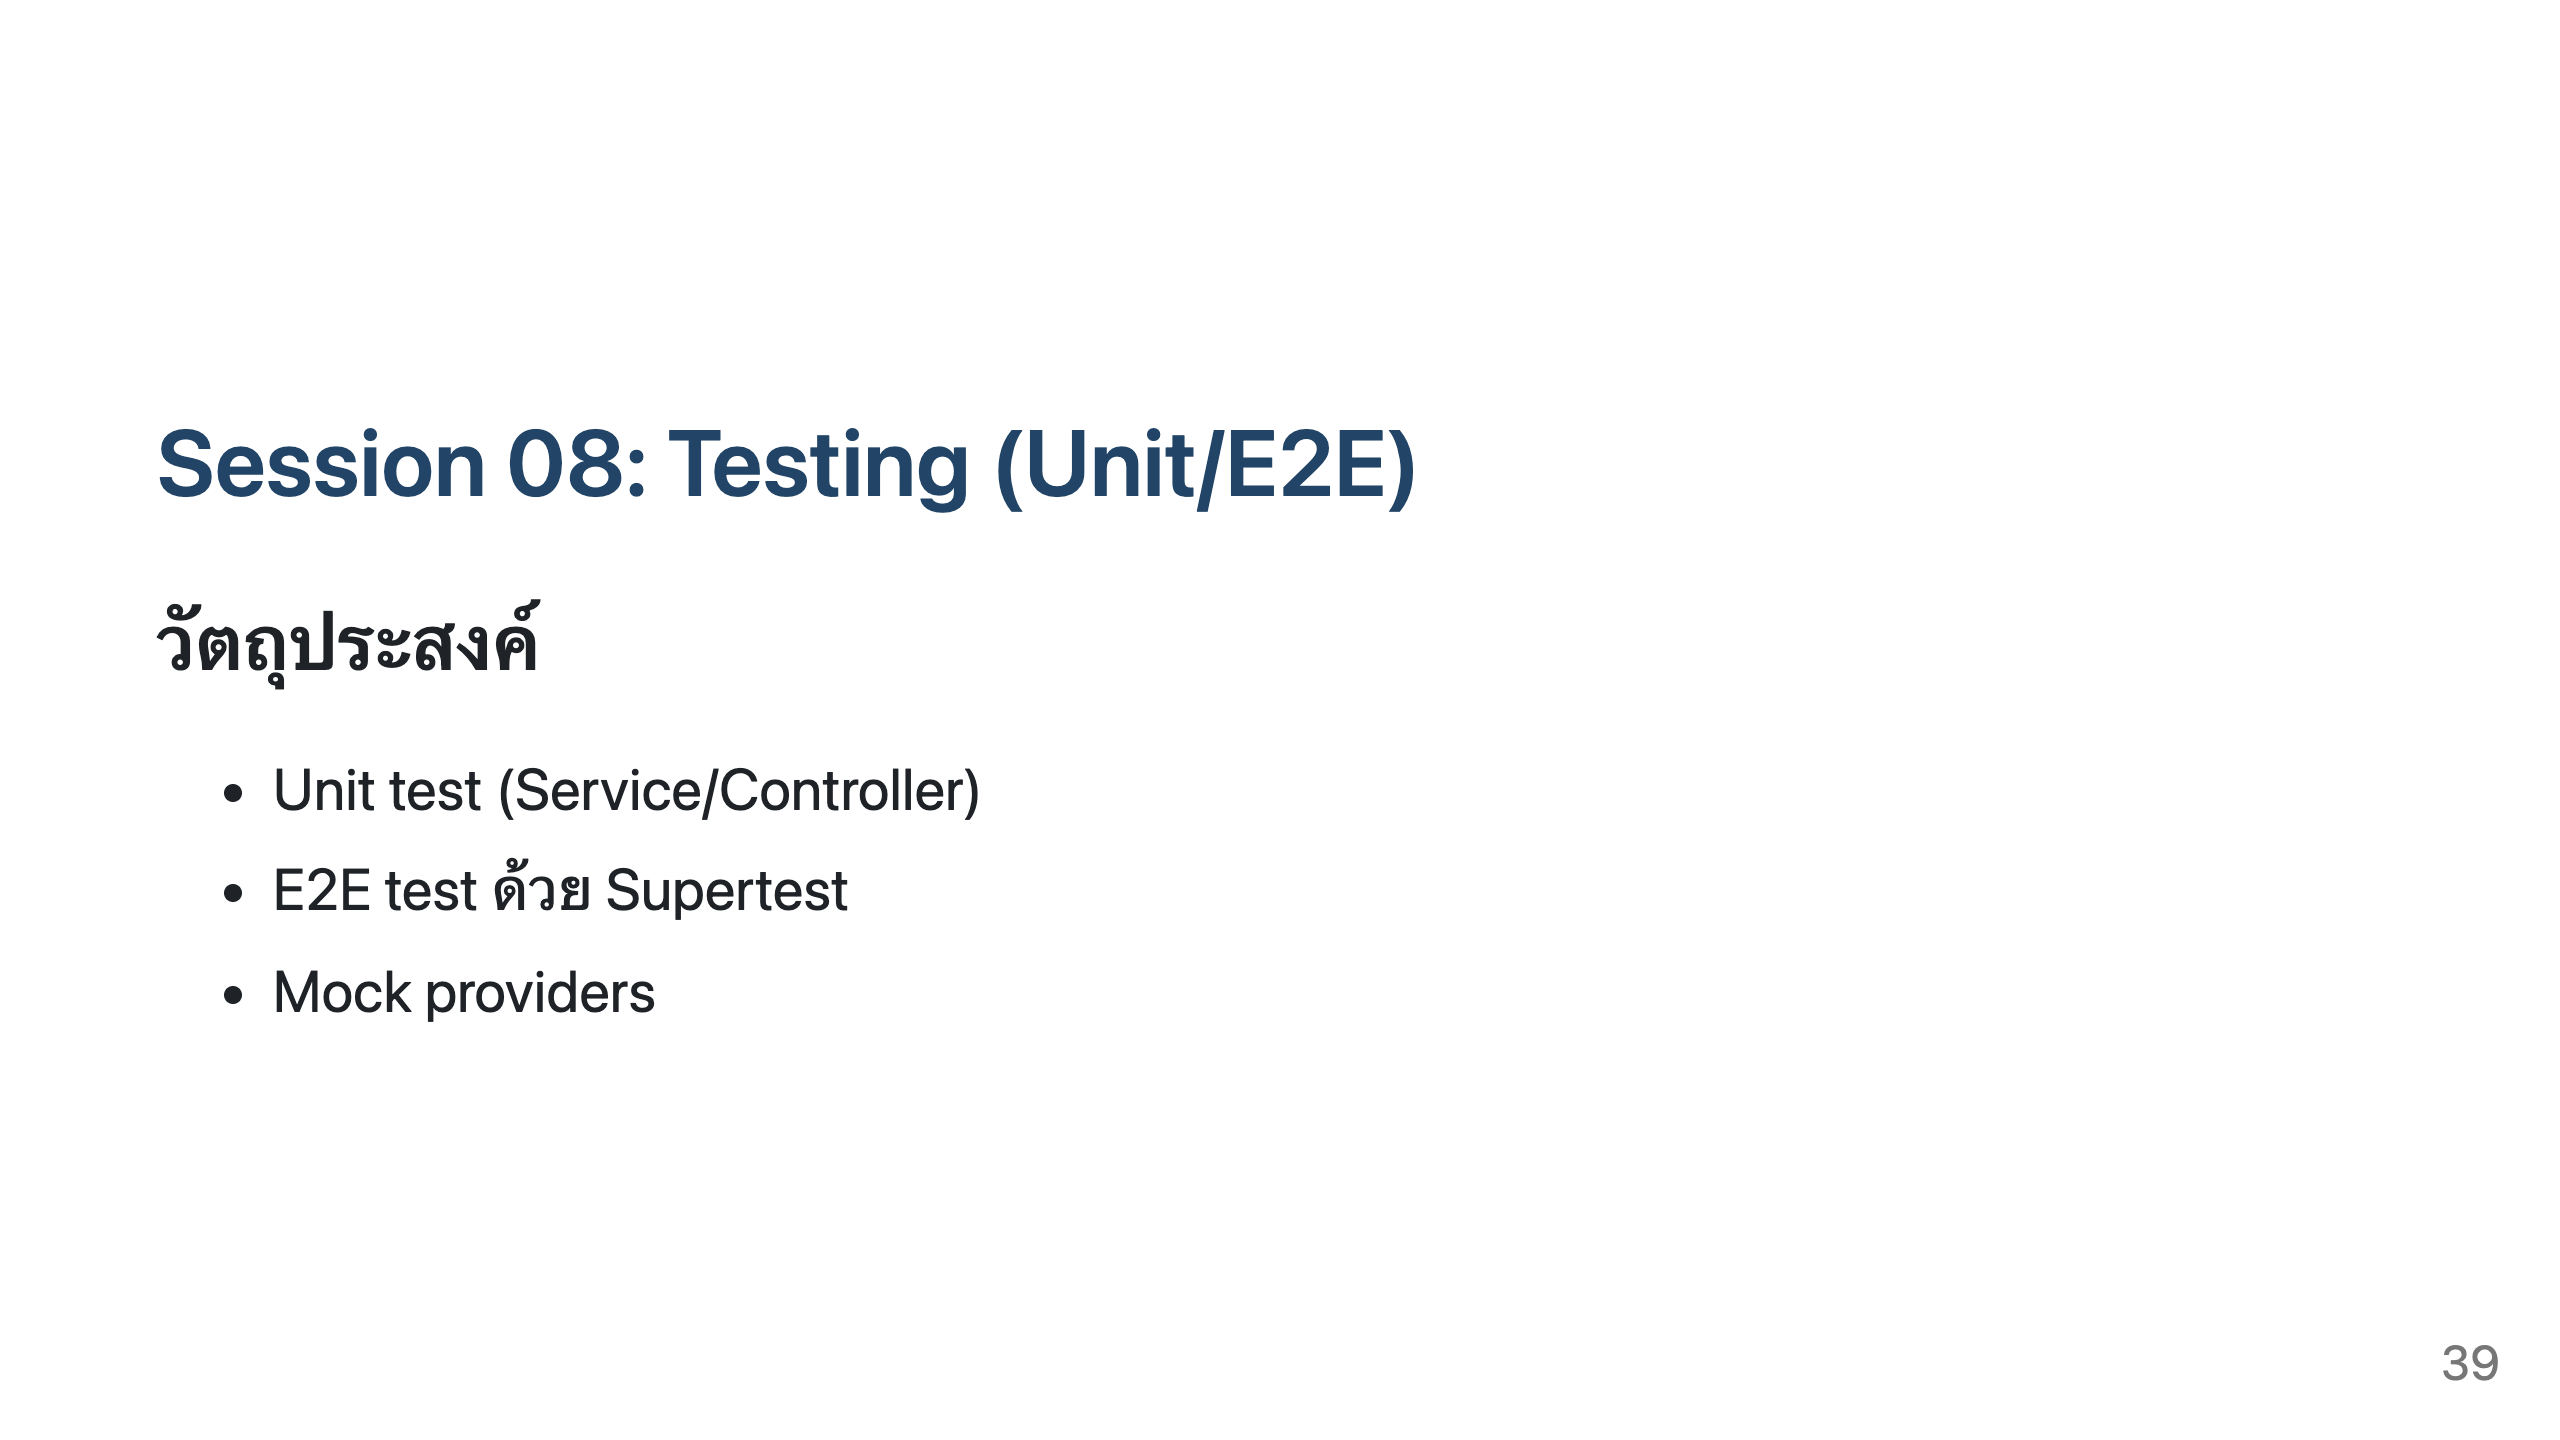 Session 08: Testing (Unit/E2E)
วัตถุประสงค์
• Unit test (Service/Controller)
• E2E test ด้วย Supertest
• Mock providers
39